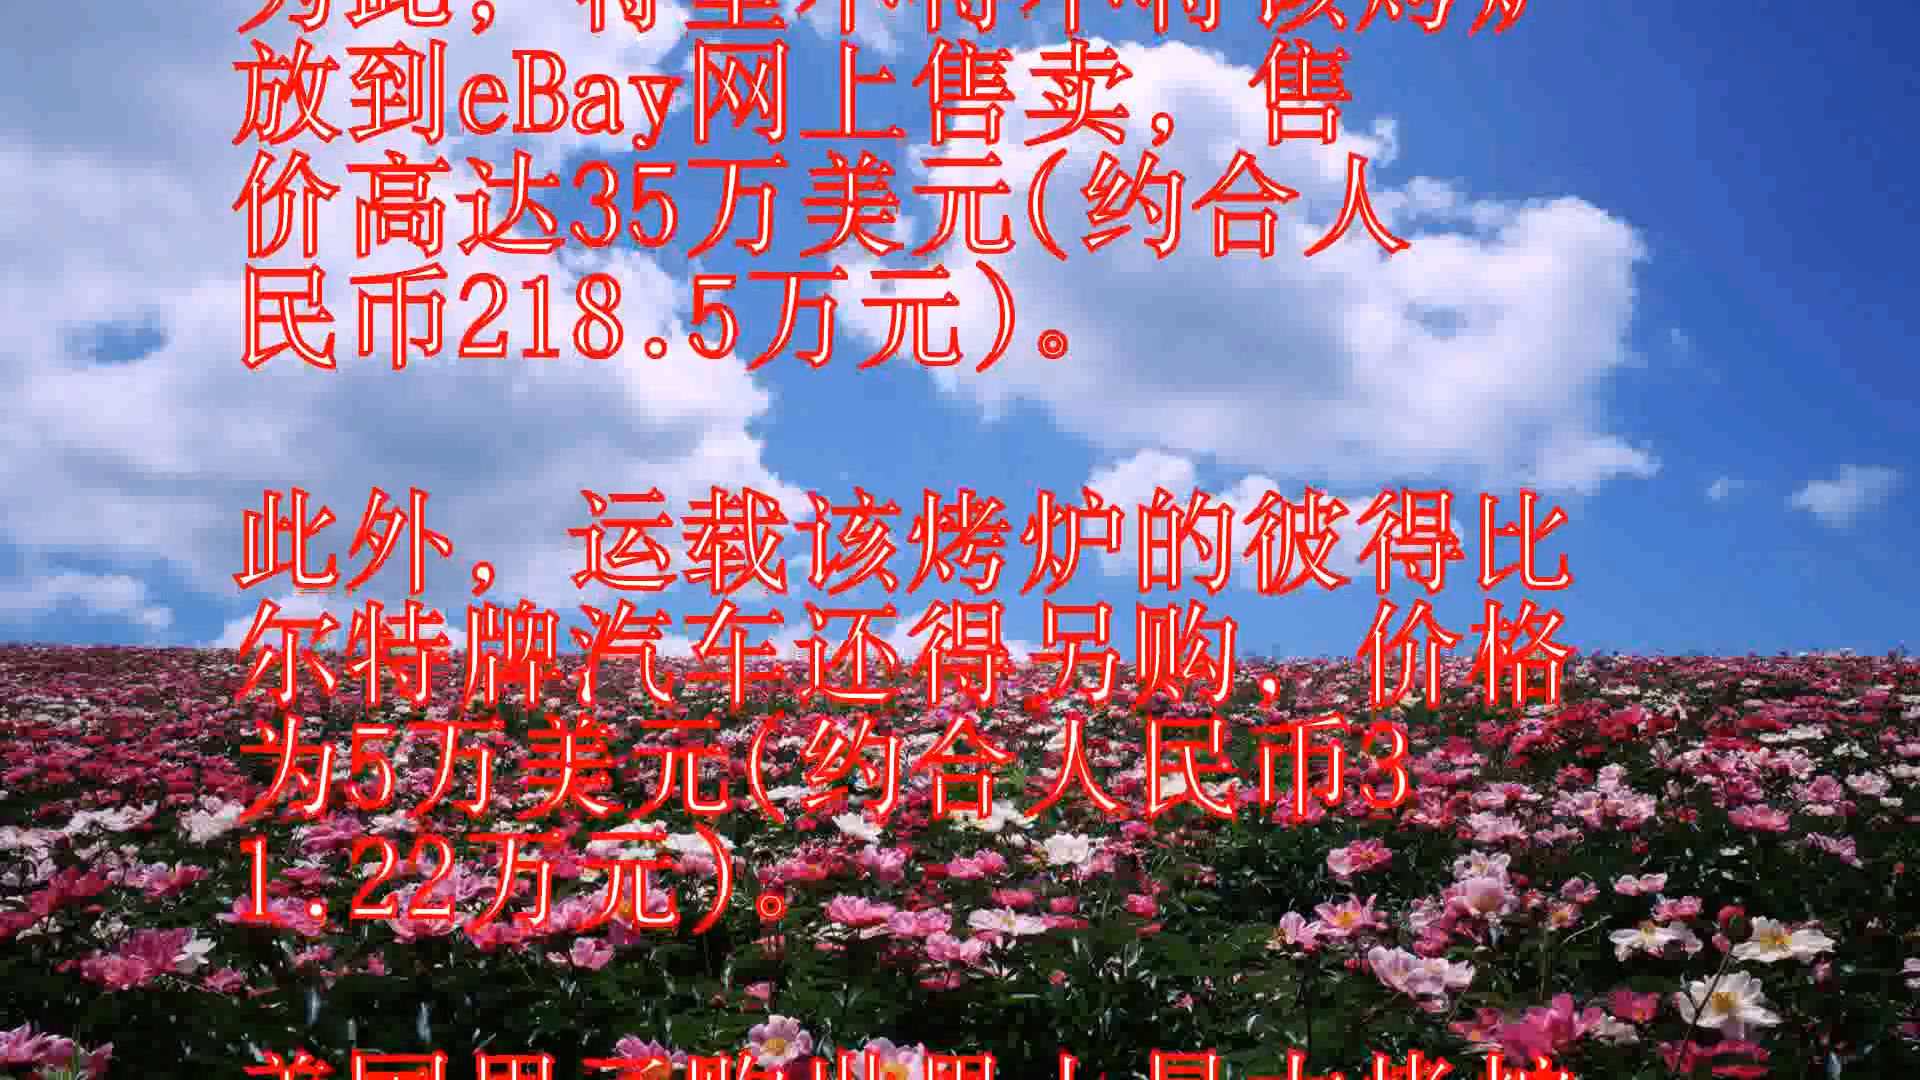 放到eBay网上售卖，售
价高达35万美元(约合人
民币218.5万元)。
此外，运载该烤炉的彼得比
尔特牌汽车还得另购，价格
为5万美元(约合人民币3
1.22万元)。